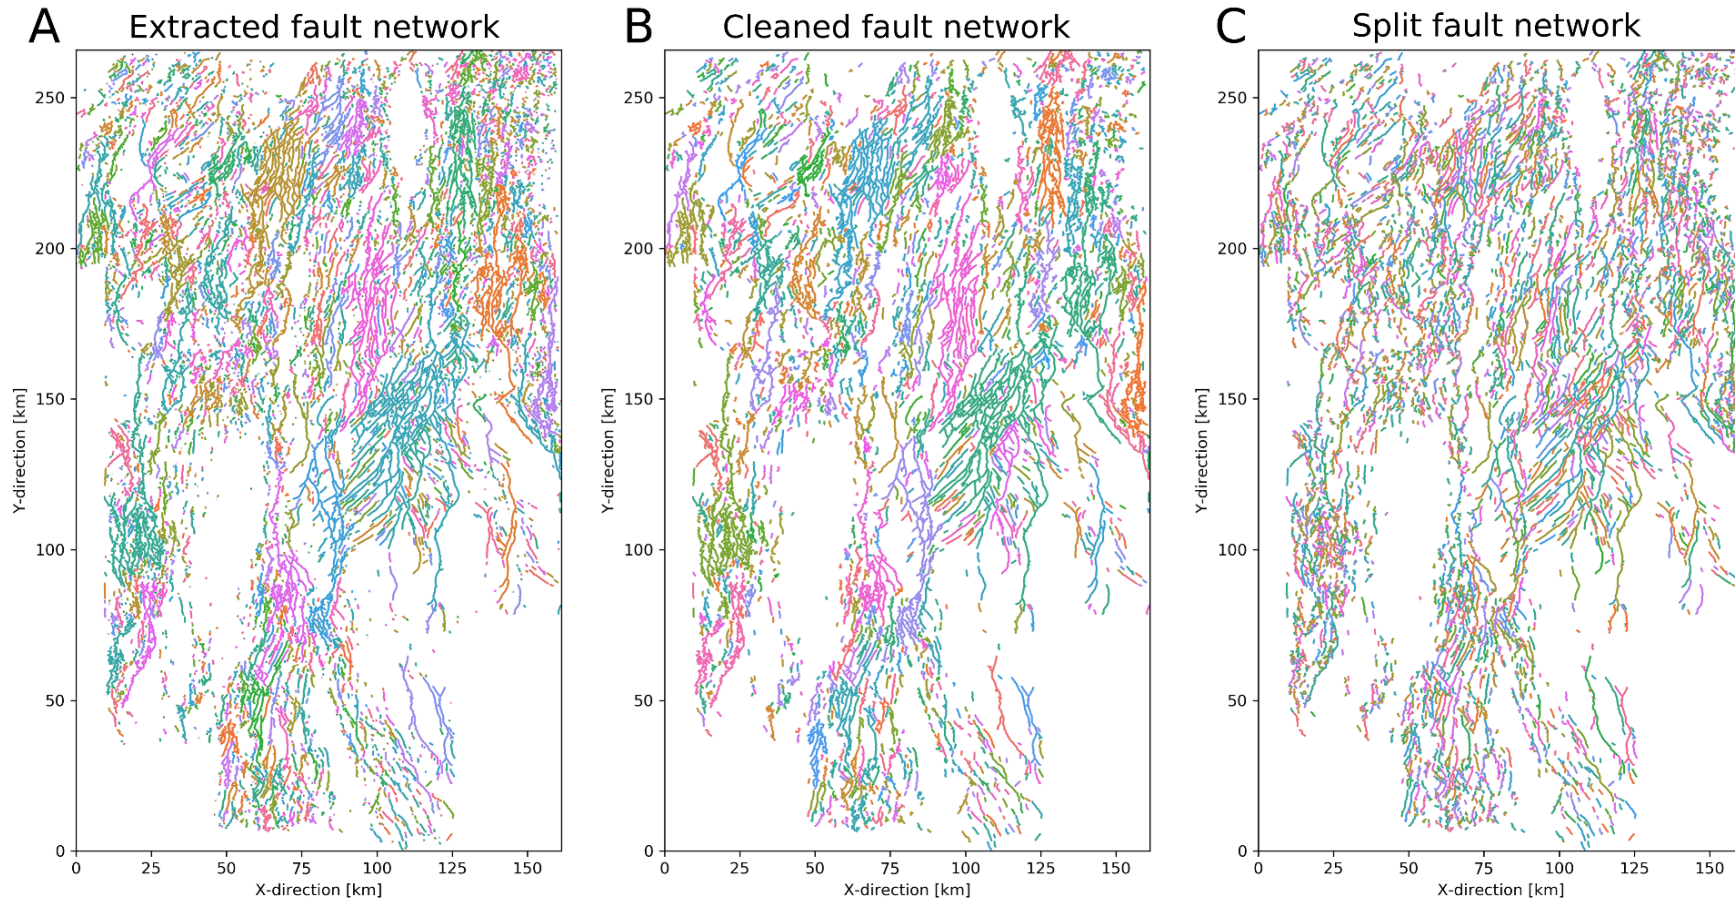 A Extracted fault network
B Cleaned fault network
C Split fault network
250
200
150
100
50
0
Y-direction [km]
0 25 50 75 100 125 150
X-direction [km]
250
200
150
100
50
0
Y-direction [km]
0 25 50 75 100 125 150
X-direction [km]
250
200
150
100
50
0
Y-direction [km]
0 25 50 75 100 125 150
X-direction [km]